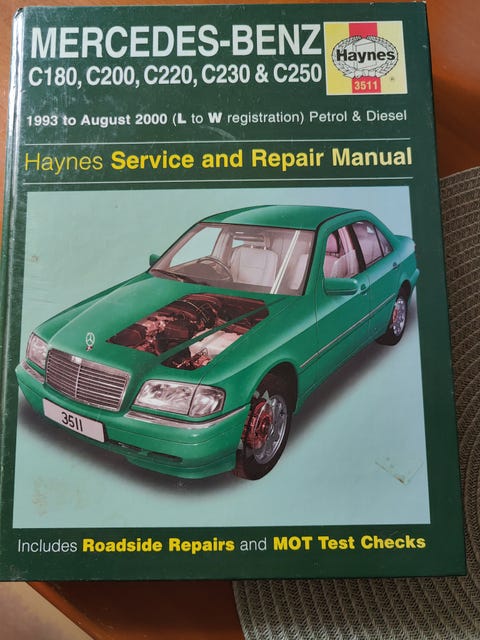 MERCEDES-BENZ
Haynes
3511
C180, C200, C220, C230 & C250
1993 to August 2000 (L to W registration) Petrol & Diesel
Haynes Service and Repair Manual
3511
Includes Roadside Repairs and MOT Test Checks